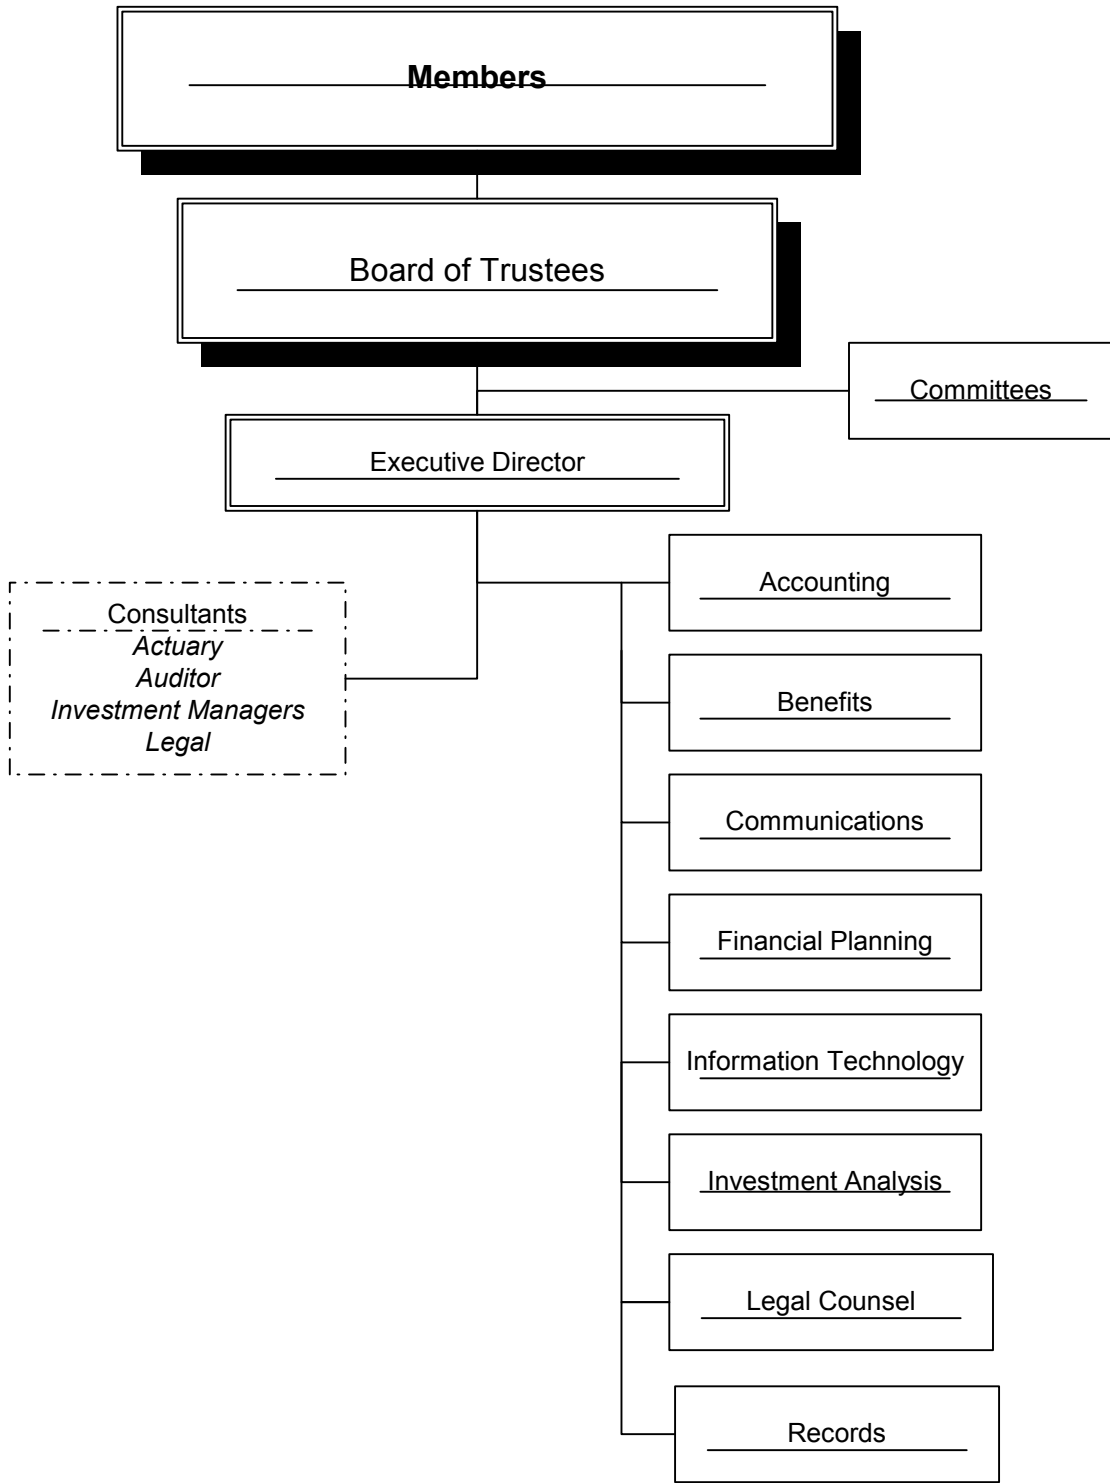 Members
Board of Trustees
Committees
Executive Director
Consultants
Actuary
Auditor
Investment Managers
Legal
Accounting
Benefits
Communications
Financial Planning
Information Technology
Investment Analysis
Legal Counsel
Records